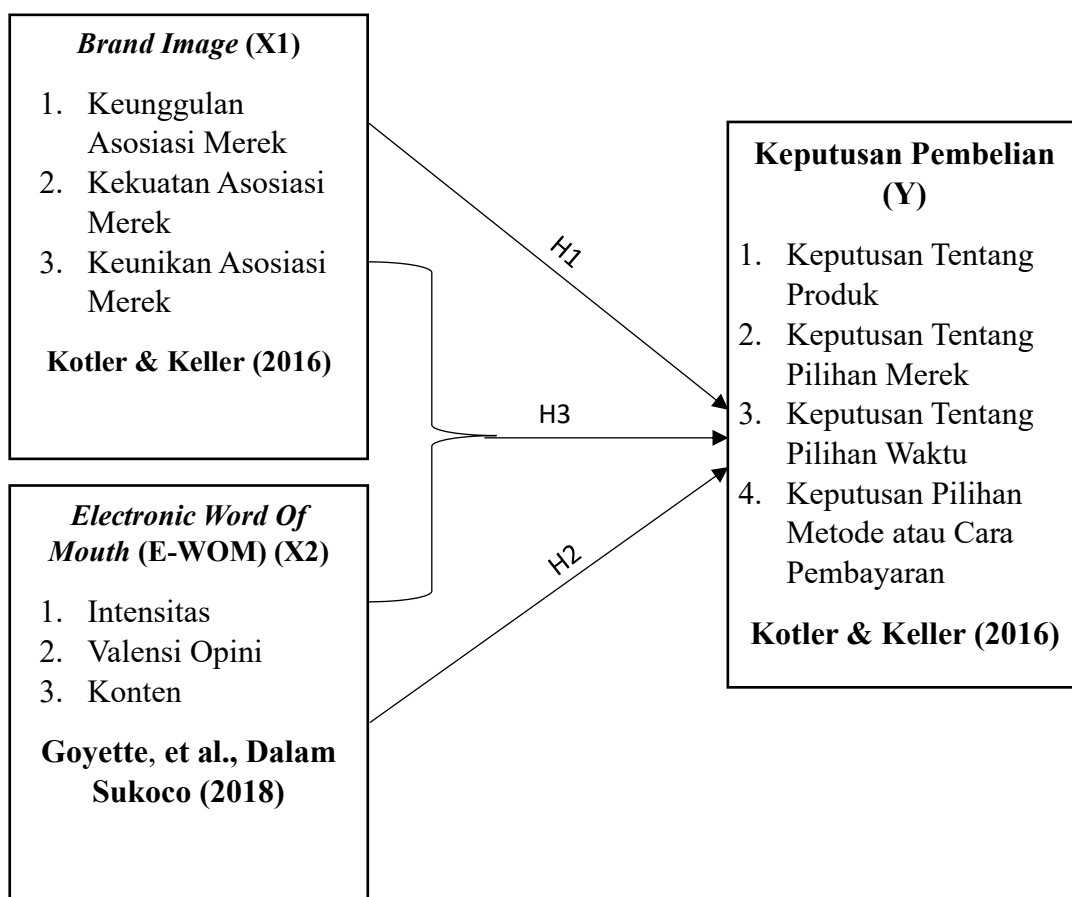 Brand Image (X1)
1. Keunggulan
Asosiasi Merek
2. Kekuatan Asosiasi
Merek
3. Keunikan Asosiasi
Merek
Kotler & Keller (2016)
Electronic Word Of
Mouth (E-WOM) (X2)
1. Intensitas
2. Valensi Opini
3. Konten
Goyette, et al., Dalam
Sukoco (2018)
H1
H3
H2
Keputusan Pembelian
(Y)
1. Keputusan Tentang
Produk
2. Keputusan Tentang
Pilihan Merek
3. Keputusan Tentang
Pilihan Waktu
4. Keputusan Pilihan
Metode atau Cara
Pembayaran
Kotler & Keller (2016)